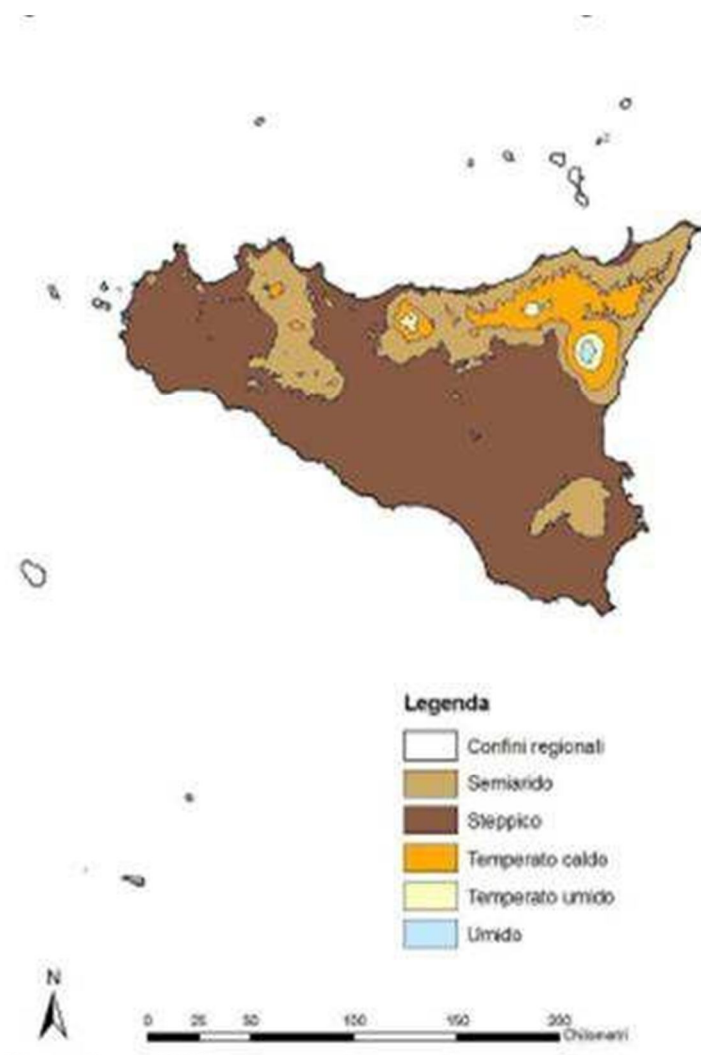 Legenda
Confini regionali
Semiarido
Steppico
Temperato caldo
Temperato umido
Umido
N
0 25 50 100 150 200
Chilometri